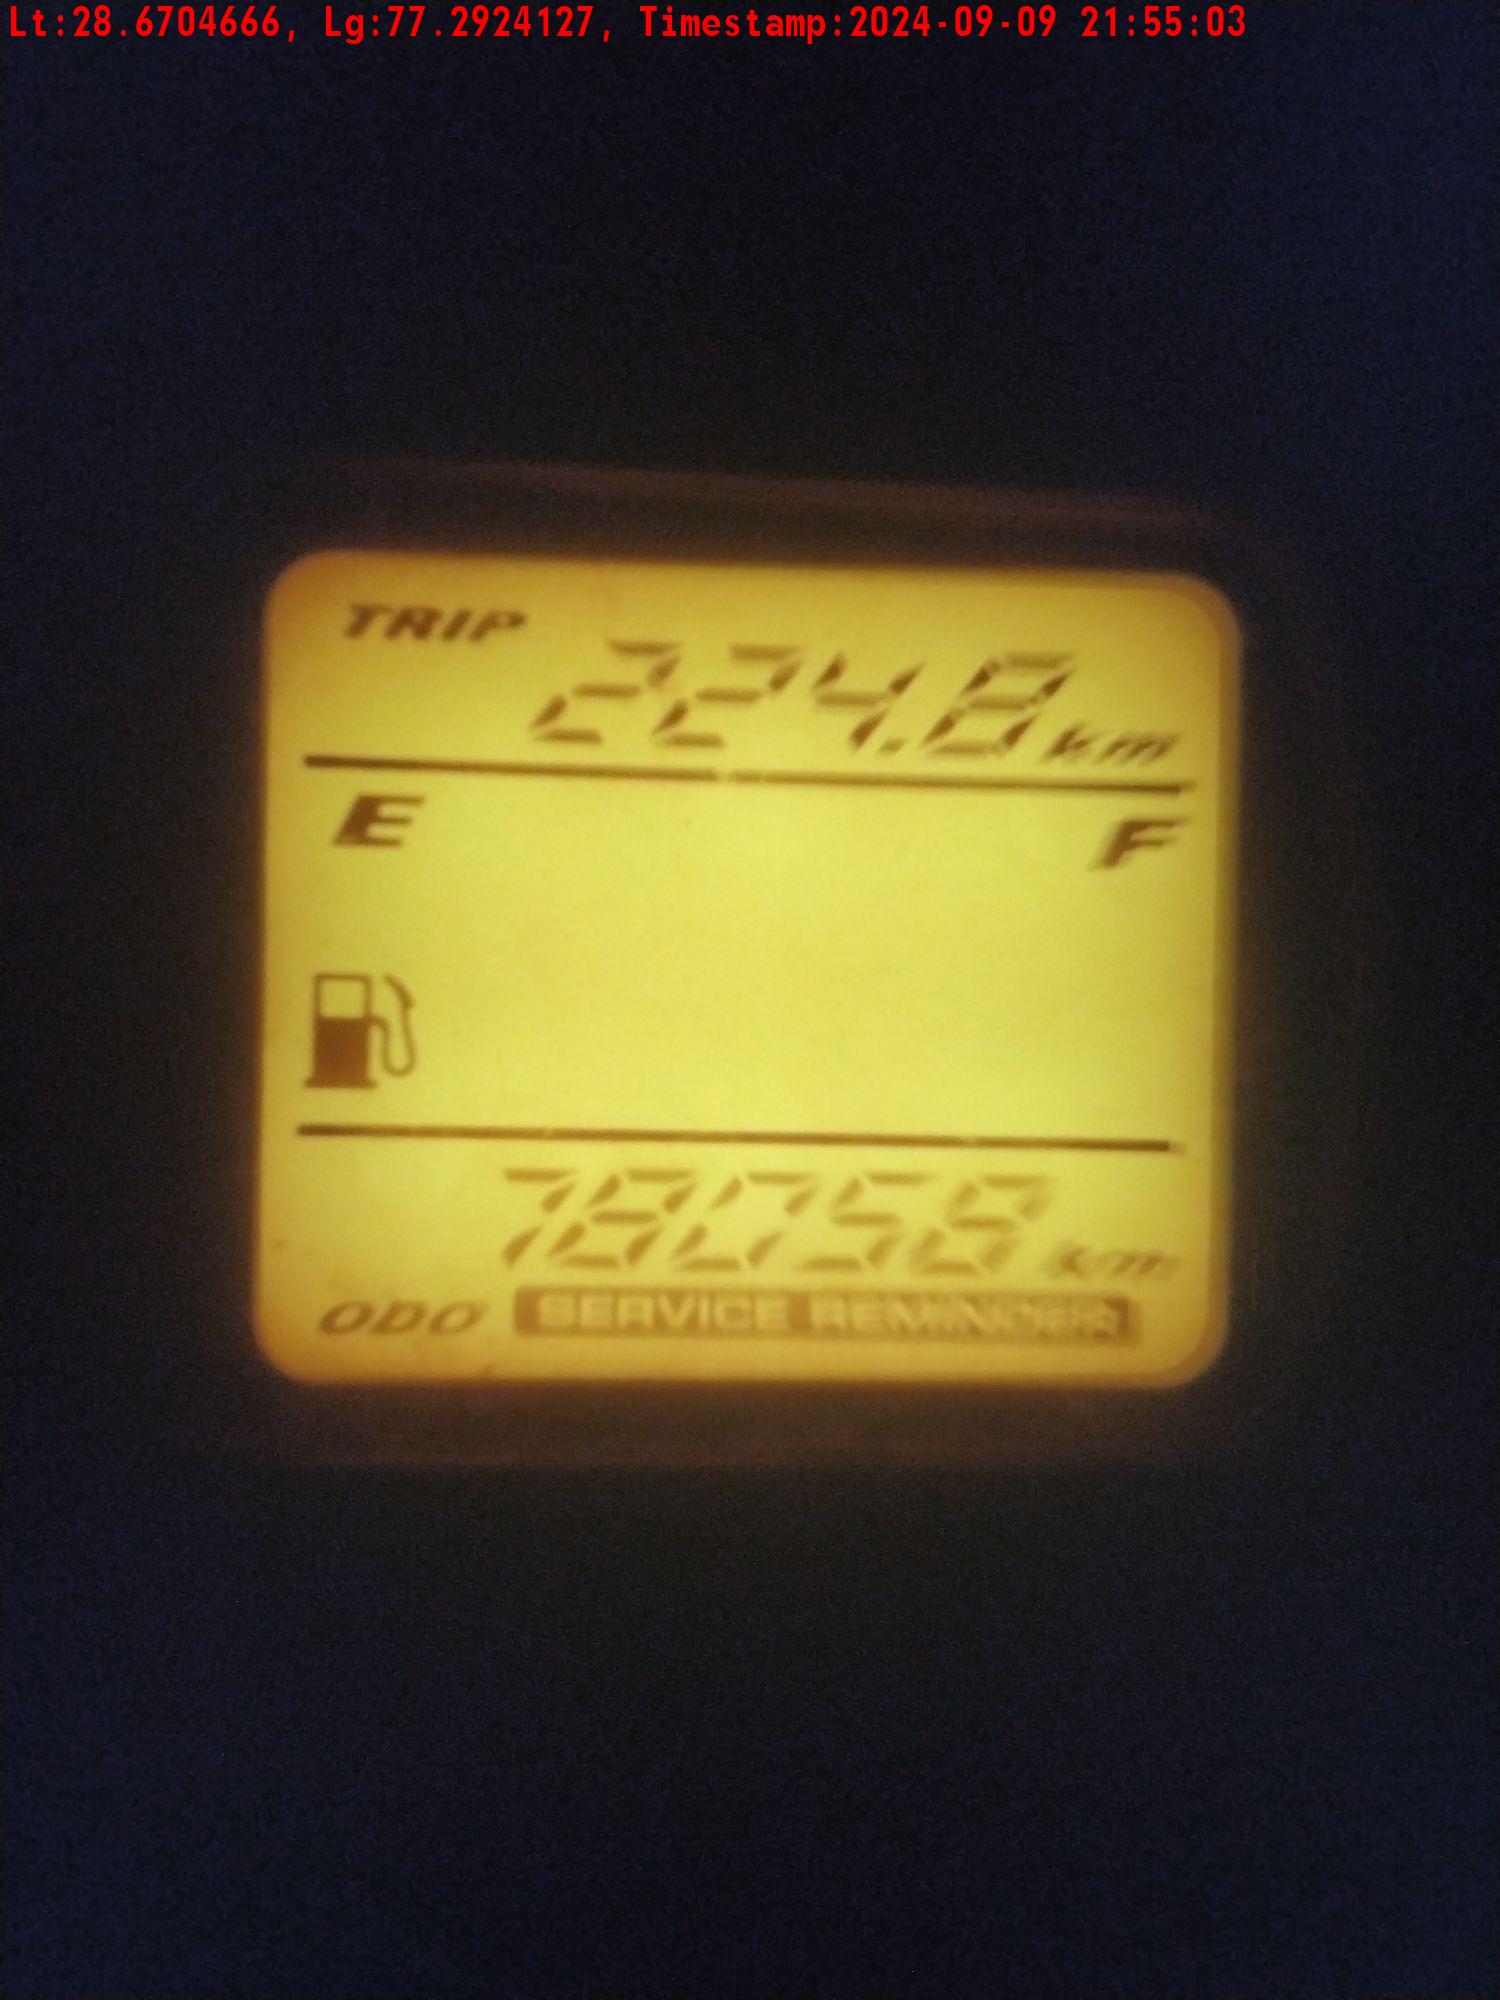 Lt:28.6704666, Lg:77.2924127, Timestamp:2024-09-09 21:55:03
TRIP
224.8 km
E F
78058 km
ODO SERVICE REMINDER